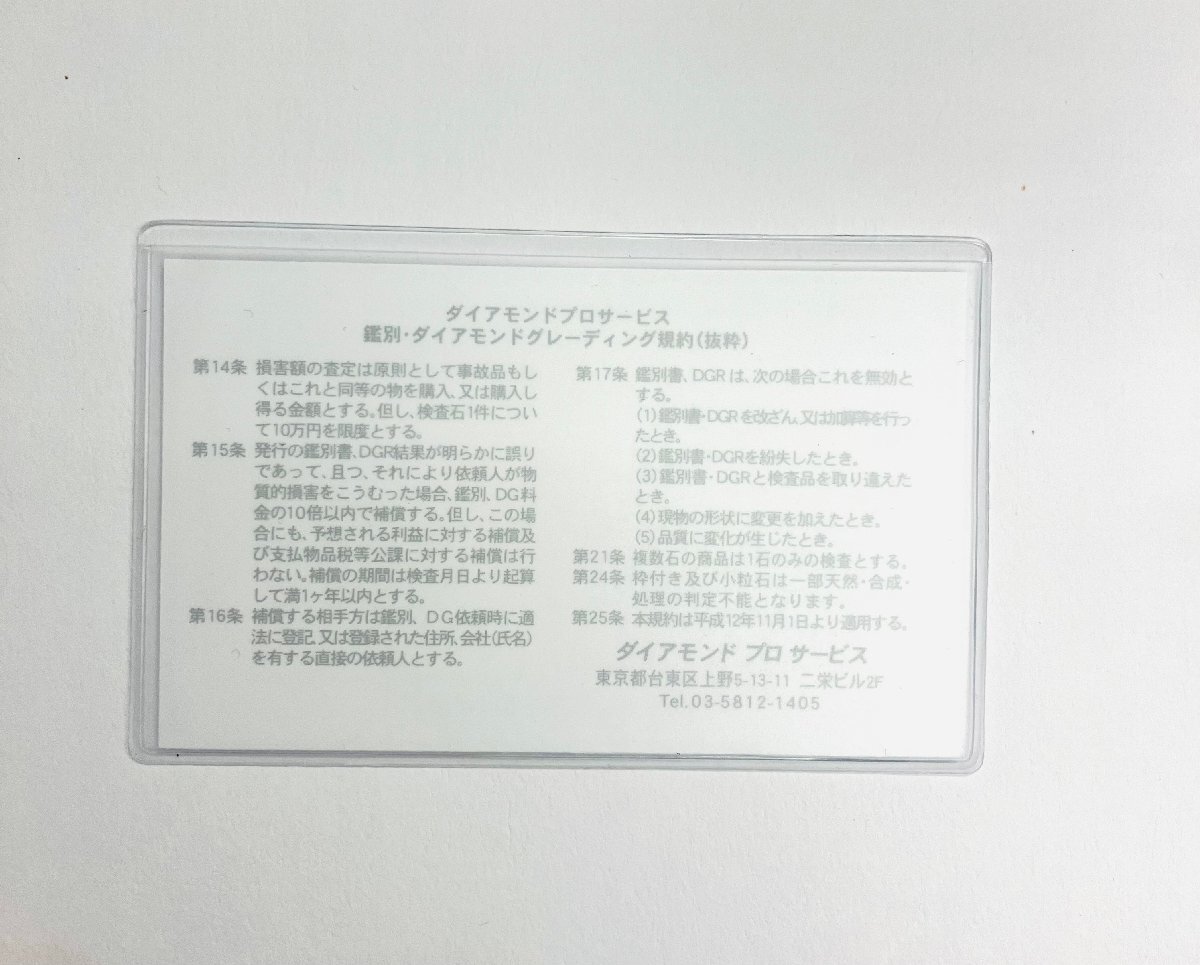 ダイアモンドプロサービス
鑑別・ダイアモンドグレーディング規約(抜粋)
第14条 損害額の査定は原則として事故品もし
くはこれと同等の物を購入、又は購入し
得る金額とする。但し、検査石1件につい
て10万円を限度とする。
第15条 発行の鑑別書、DGR結果が明らかに誤り
であって、且つ、それにより依頼人が物
質的損害をこうむった場合、鑑別、DG料
金の10倍以内で補償する。但し、この場
合にも、予想される利益に対する補償及
び支払物品税等公課に対する補償は行
わない。補償の期間は検査月日より起算
して満1ヶ年以内とする。
第16条 補償する相手方は鑑別、DG依頼時に適
法に登記、又は登録された住所、会社(氏名)
を有する直接の依頼人とする。
第17条 鑑別書、DGRは、次の場合これを無効と
する。
(1)鑑別書・DGRを改ざん、又は加筆等を行っ
たとき。
(2)鑑別書・DGRを紛失したとき。
(3)鑑別書・DGRと検査品を取り違えた
とき。
(4)現物の形状に変更を加えたとき。
(5)品質に変化が生じたとき。
第21条 複数石の商品は1石のみの検査とする。
第24条 枠付き及び小粒石は一部天然・合成・
処理の判定不能となります。
第25条 本規約は平成12年11月1日より適用する。
ダイアモンド プロ サービス
東京都台東区上野5-13-11 二栄ビル2F
Tel.03-5812-1405